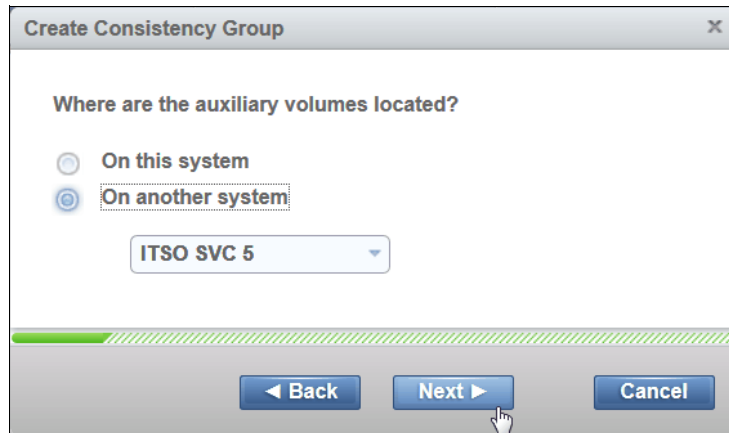 Create Consistency Group x
Where are the auxiliary volumes located?
On this system
On another system
ITSO SVC 5
◄ Back Next ► Cancel